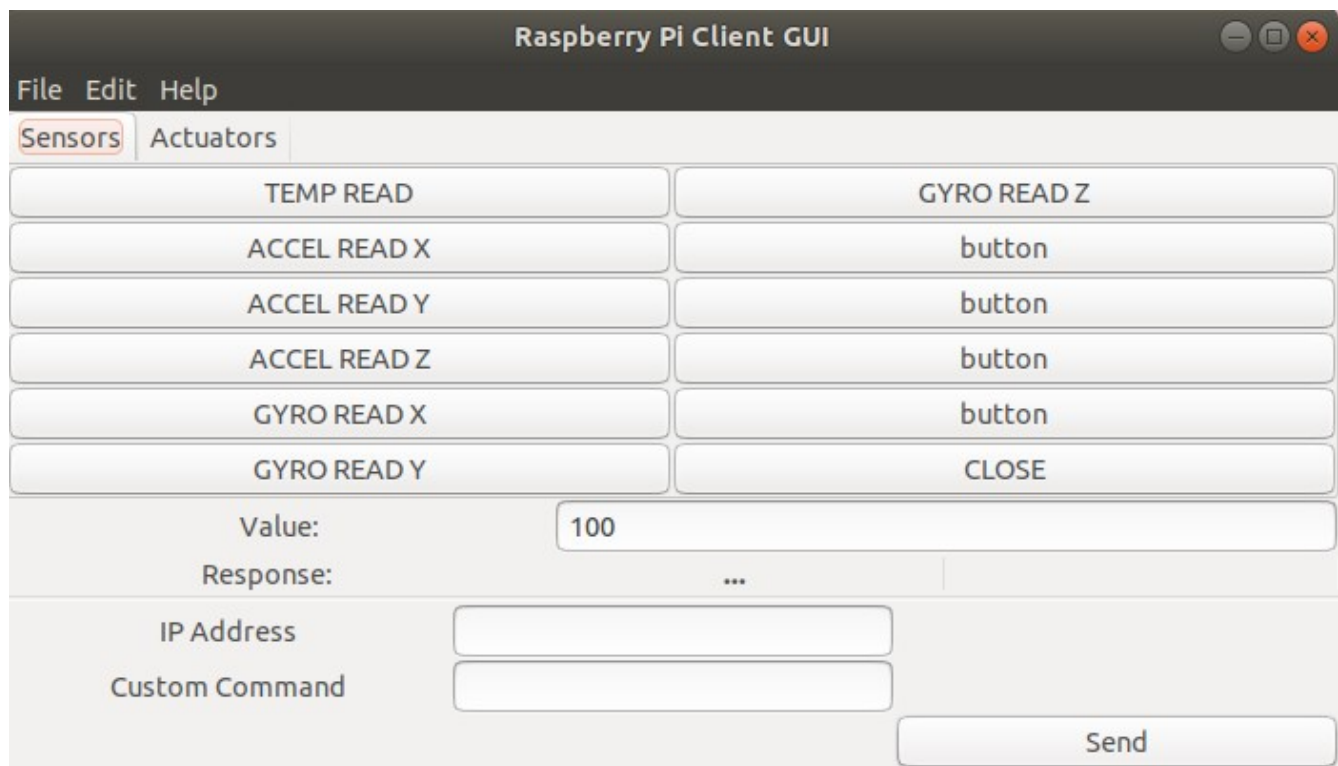 Raspberry Pi Client GUI
File Edit Help
Sensors Actuators
TEMP READ GYRO READ Z
ACCEL READ X button
ACCEL READ Y button
ACCEL READ Z button
GYRO READ X button
GYRO READ Y CLOSE
Value: 100
Response: ...
IP Address
Custom Command
Send